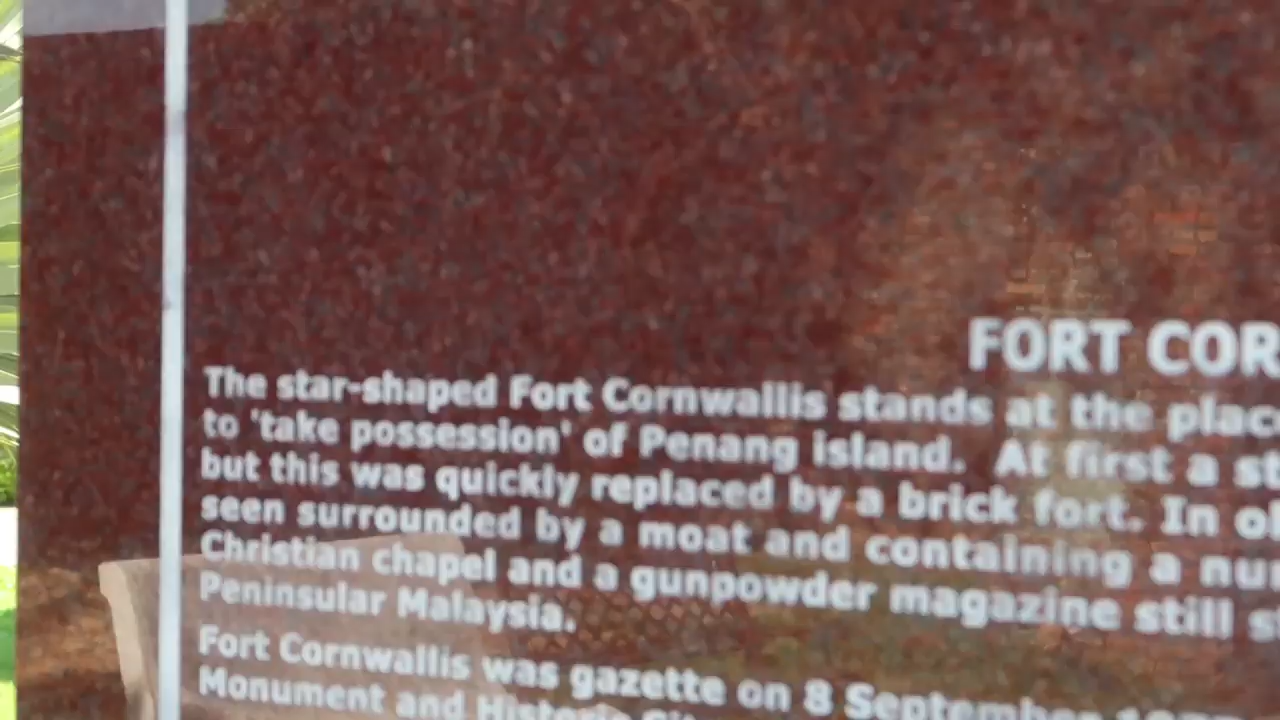 FORT COR
The star-shaped Fort Cornwallis stands at the plac
to 'take possession' of Penang island. At first a st
but this was quickly replaced by a brick fort. In ol
seen surrounded by a moat and containing a nu
Christian chapel and a gunpowder magazine still s
Peninsular Malaysia.
Fort Cornwallis was gazette on 8 September
Monument and Historic